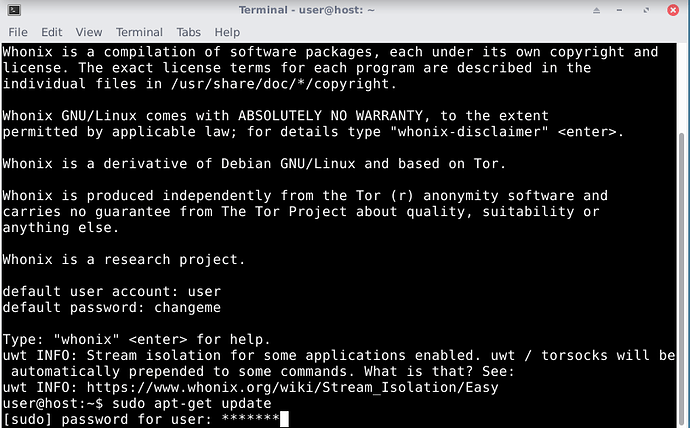 Terminal - user@host: ~
File Edit View Terminal Tabs Help
Whonix is a compilation of software packages, each under its own copyright and
license. The exact license terms for each program are described in the
individual files in /usr/share/doc/*/copyright.
Whonix GNU/Linux comes with ABSOLUTELY NO WARRANTY, to the extent
permitted by applicable law; for details type "whonix-disclaimer" <enter>.
Whonix is a derivative of Debian GNU/Linux and based on Tor.
Whonix is produced independently from the Tor (r) anonymity software and
carries no guarantee from The Tor Project about quality, suitability or
anything else.
Whonix is a research project.
default user account: user
default password: changeme
Type: "whonix" <enter> for help.
uwt INFO: Stream isolation for some applications enabled. uwt / torsocks will be
automatically prepended to some commands. What is that? See:
uwt INFO: https://www.whonix.org/wiki/Stream_Isolation/Easy
user@host:~$ sudo apt-get update
[sudo] password for user: *******